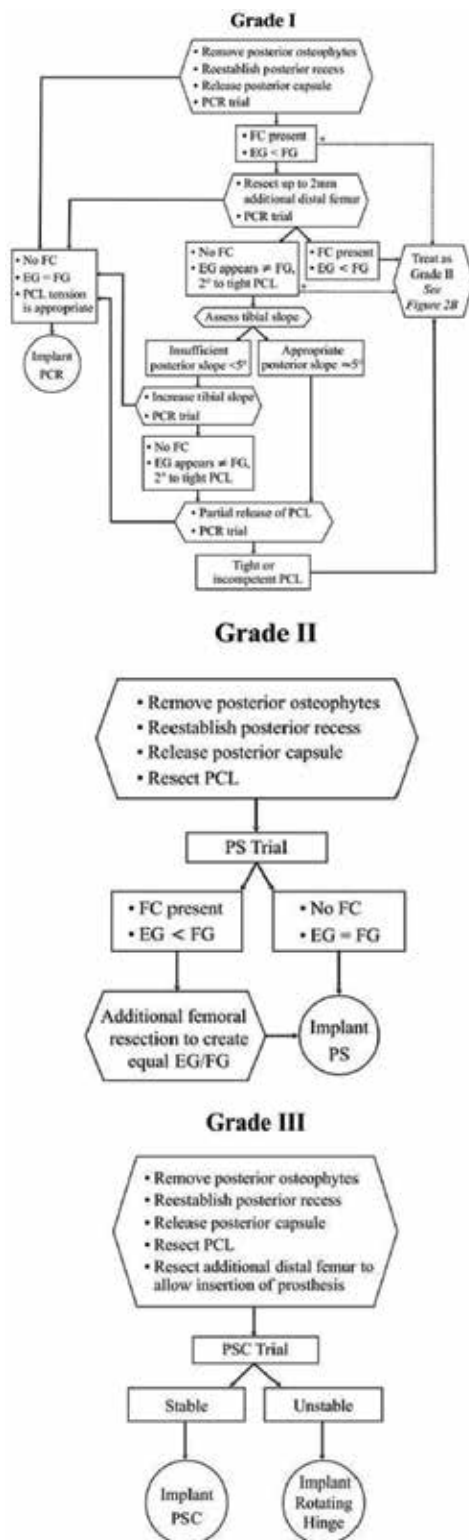 Grade I
• Remove posterior osteophytes
• Reestablish posterior recess
• Release posterior capsule
• PCR trial
• FC present
• EG < FG
• Resect up to 2mm
additional distal femur
• PCR trial
• No FC
• EG = FG
• PCL tension
is appropriate
• No FC
• EG appears ≠ FG,
2° to tight PCL
• FC present
• EG < FG
Treat as
Grade II
See
Figure 2B
Implant
PCR
Assess tibial slope
Insufficient
posterior slope <5°
Appropriate
posterior slope ≈5°
• Increase tibial slope
• PCR trial
• No FC
• EG appears ≠ FG,
2° to tight PCL
• Partial release of PCL
• PCR trial
Tight or
incompetent PCL
Grade II
• Remove posterior osteophytes
• Reestablish posterior recess
• Release posterior capsule
• Resect PCL
PS Trial
• FC present
• EG < FG
• No FC
• EG = FG
Additional femoral
resection to create
equal EG/FG
Implant
PS
Grade III
• Remove posterior osteophytes
• Reestablish posterior recess
• Release posterior capsule
• Resect PCL
• Resect additional distal femur to
allow insertion of prosthesis
PSC Trial
Stable
Unstable
Implant
PSC
Implant
Rotating
Hinge